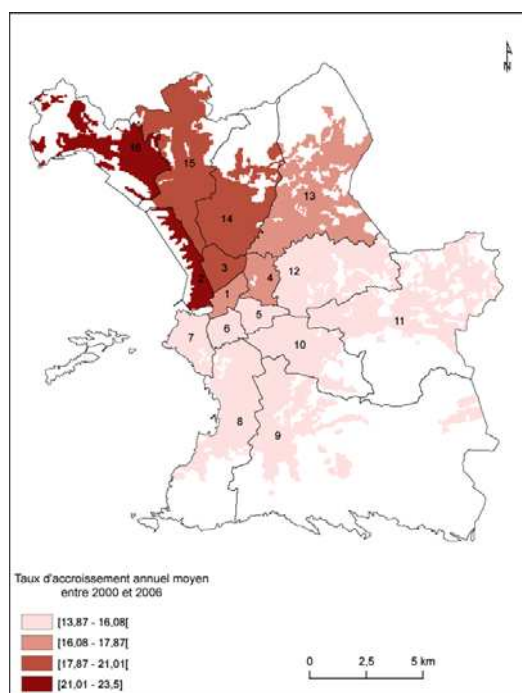 N
16
15
13
14
3
2
4
12
1
5
11
6
7
10
8
9
Taux d'accroissement annuel moyen
entre 2000 et 2006
[13,87 - 16,08[
[16,08 - 17,87[
[17,87 - 21,01[
[21,01 - 23,5]
0 2,5 5 km